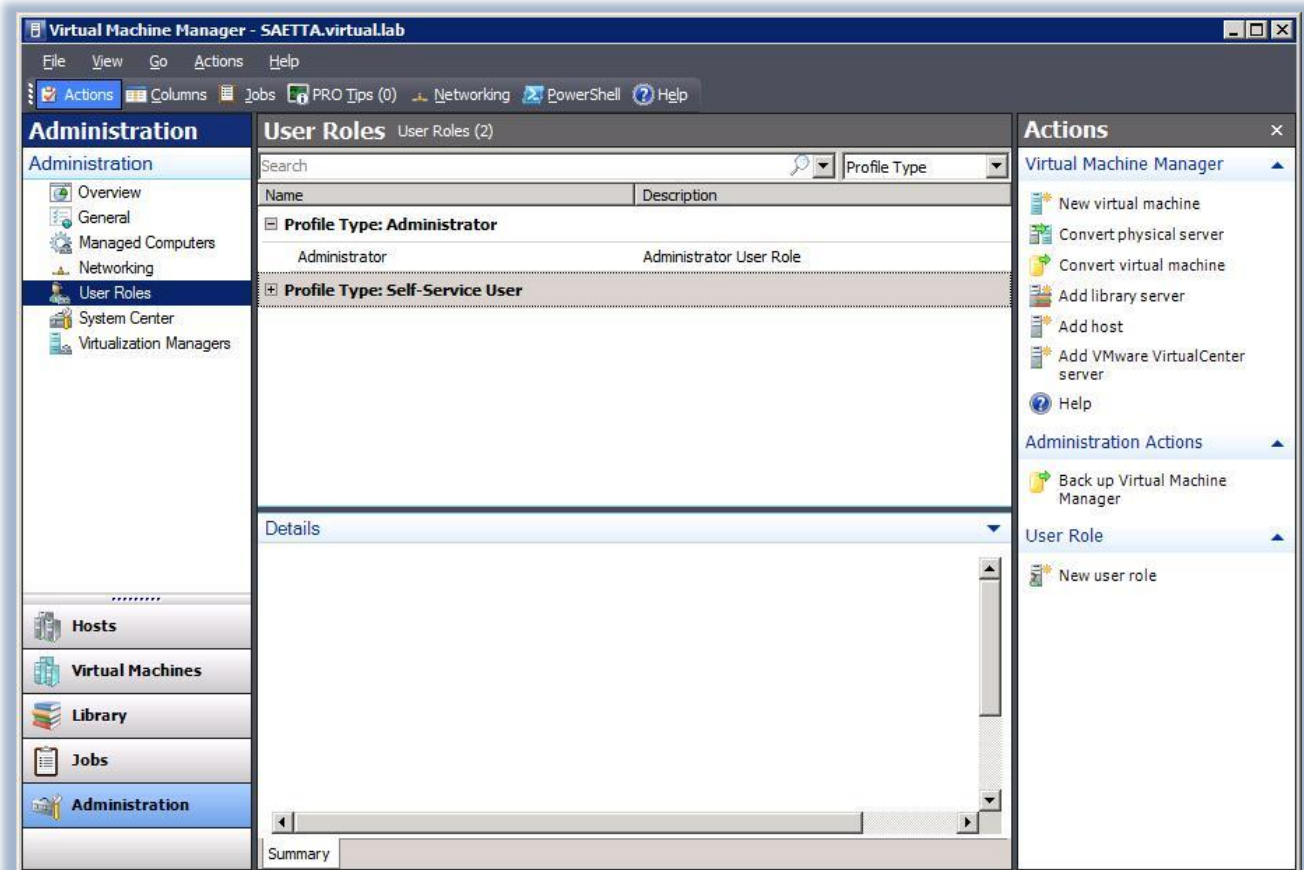 Virtual Machine Manager - SAETTA.virtual.lab
File View Go Actions Help
Actions Columns Jobs PRO Tips (0) Networking PowerShell Help
Administration
Administration
Overview
General
Managed Computers
Networking
User Roles
System Center
Virtualization Managers
Hosts
Virtual Machines
Library
Jobs
Administration
User Roles User Roles (2)
Search Profile Type
Name Description
Profile Type: Administrator
Administrator Administrator User Role
Profile Type: Self-Service User
Details
Summary
Actions
Virtual Machine Manager
New virtual machine
Convert physical server
Convert virtual machine
Add library server
Add host
Add VMware VirtualCenter
server
Help
Administration Actions
Back up Virtual Machine
Manager
User Role
New user role